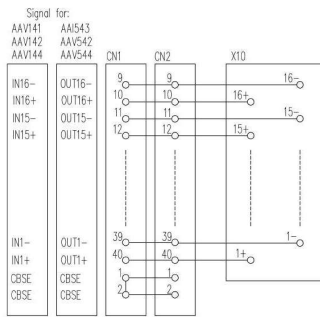 Signal for:
AAV141 AAI543
AAV142 AAV542
AAV144 AAV544 CN1 CN2 X10
IN16- OUT16- 9 9 16-
IN16+ OUT16+ 10 10 16+
IN15- OUT15- 11 11 15-
IN15+ OUT15+ 12 12 15+
IN1- OUT1- 39 39 1-
IN1+ OUT1+ 40 40 1+
CBSE CBSE 1 1
CBSE CBSE 2 2